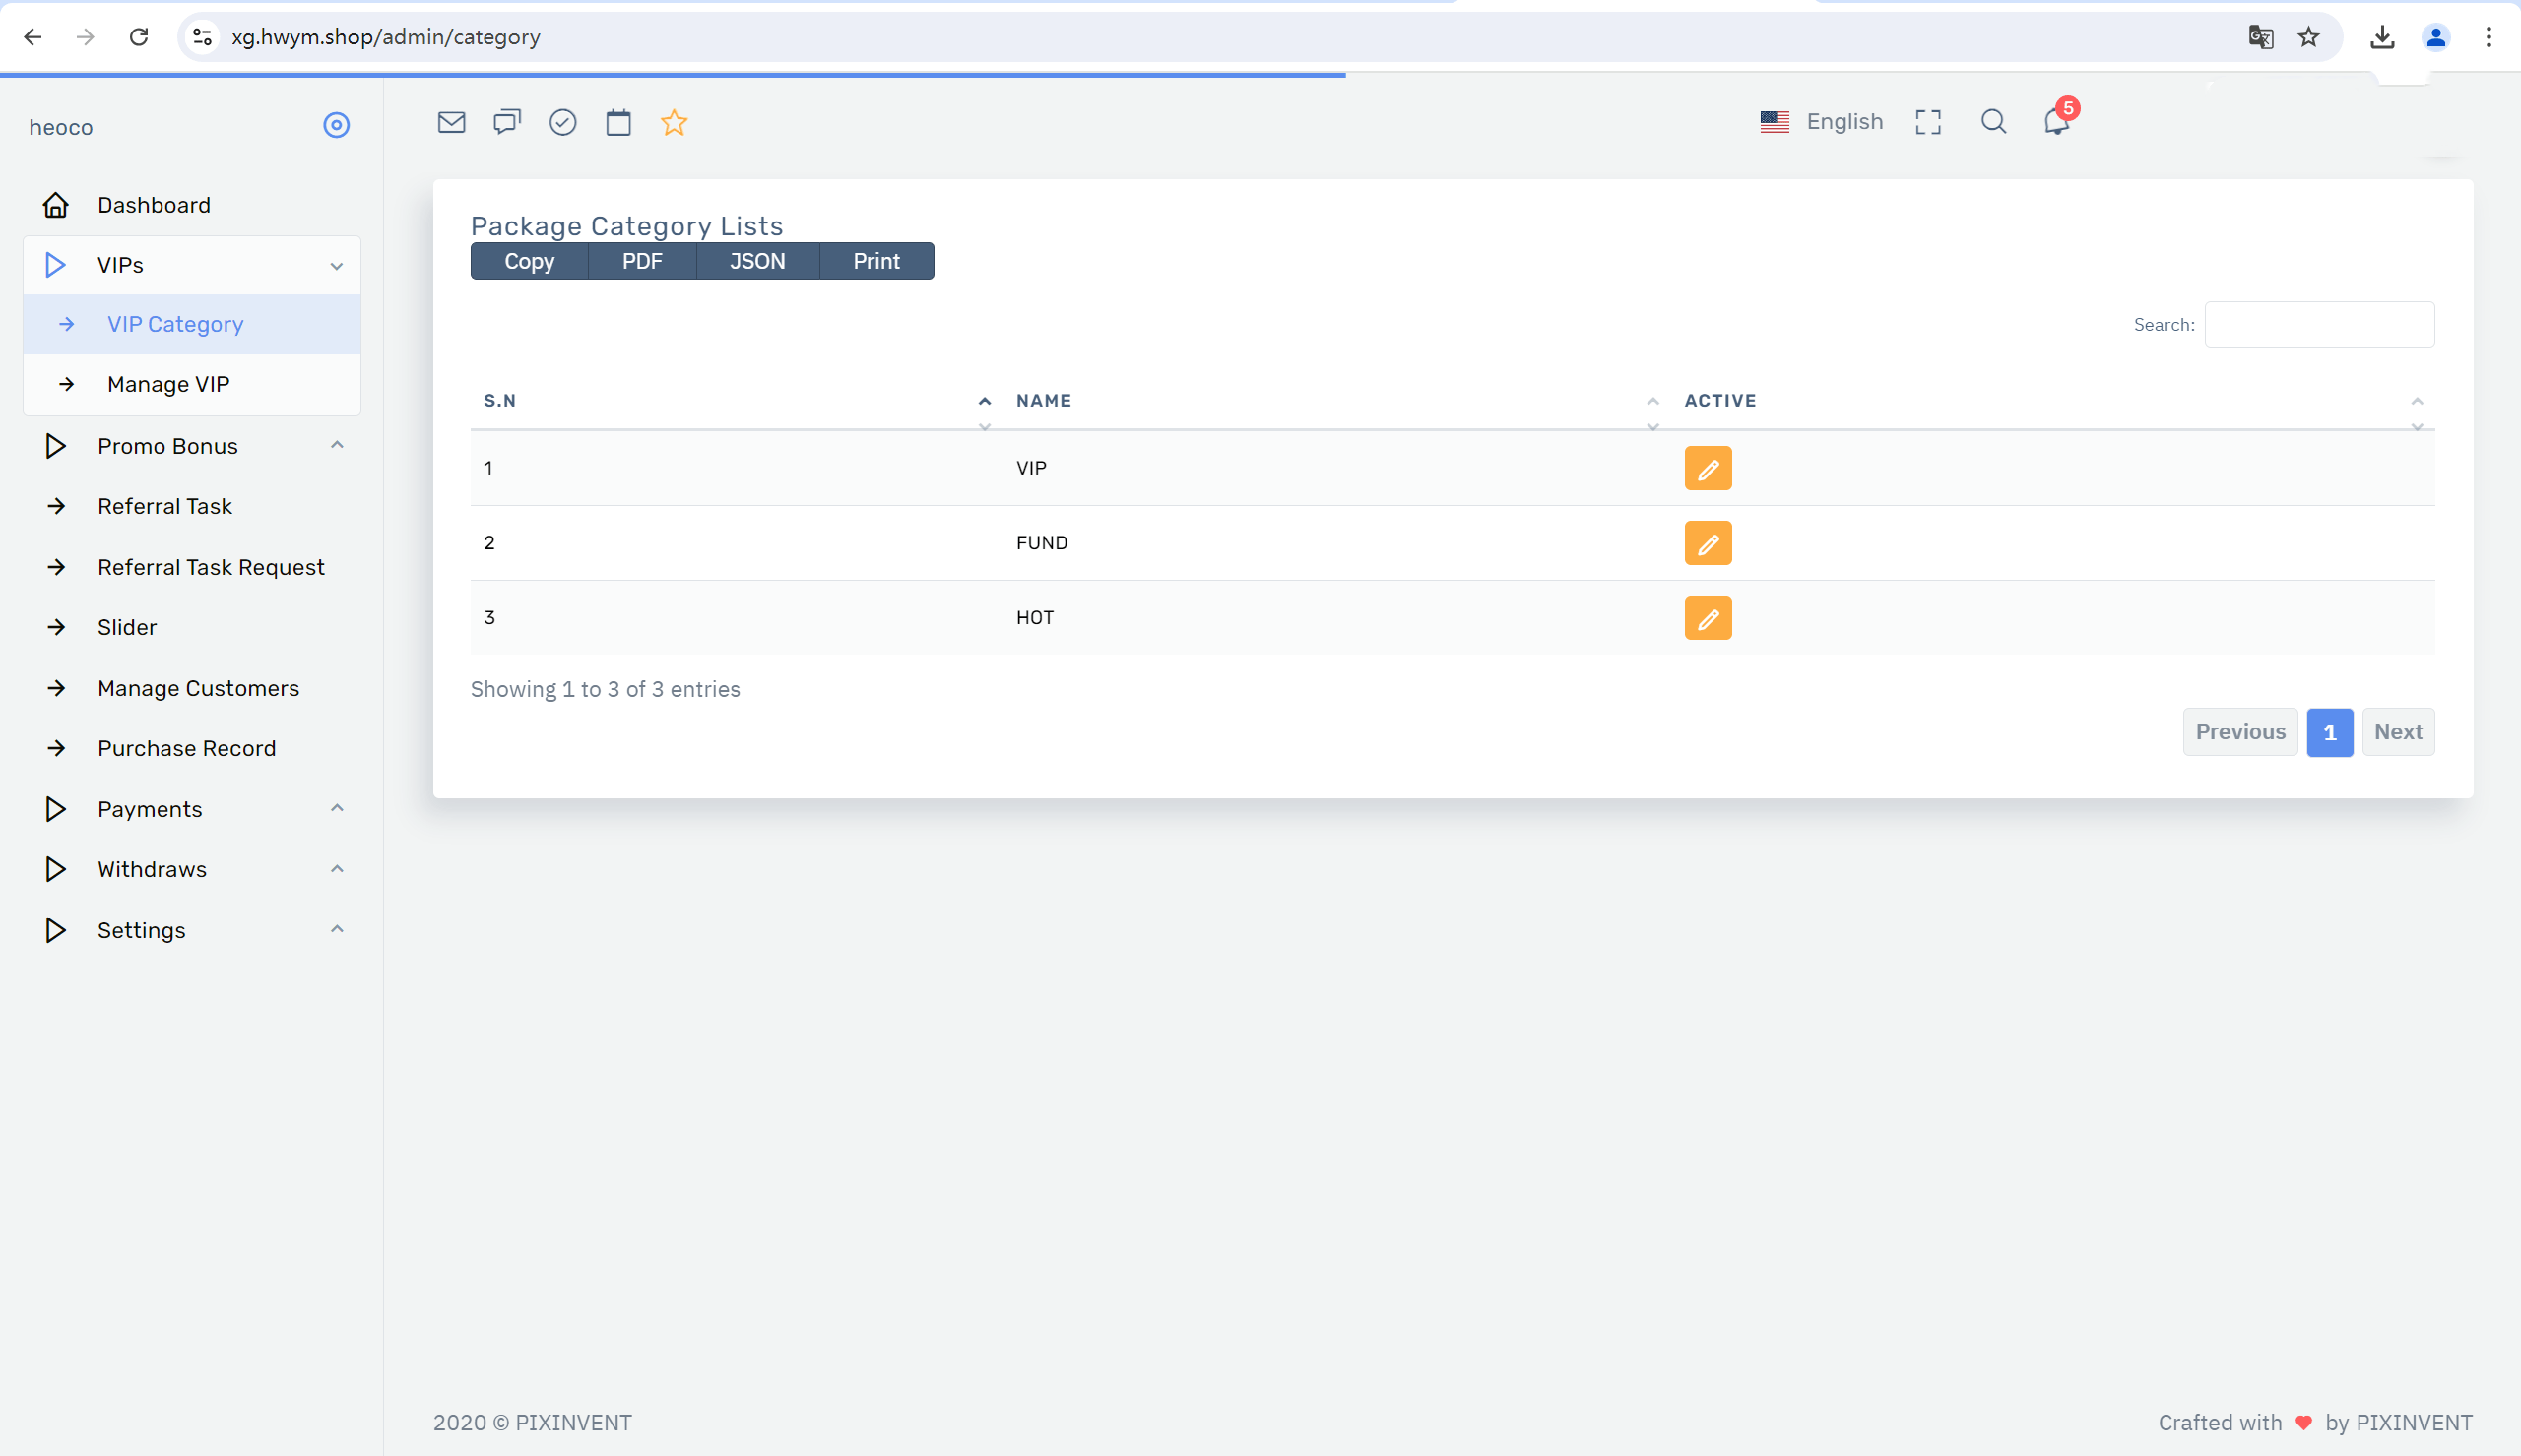 xg.hwym.shop/admin/category
heoco
English
5
Dashboard
VIPs
VIP Category
Manage VIP
Promo Bonus
Referral Task
Referral Task Request
Slider
Manage Customers
Purchase Record
Payments
Withdraws
Settings
Package Category Lists
Copy PDF JSON Print
Search:
S.N NAME ACTIVE
1 VIP
2 FUND
3 HOT
Showing 1 to 3 of 3 entries
Previous 1 Next
2020 © PIXINVENT
Crafted with ♥ by PIXINVENT